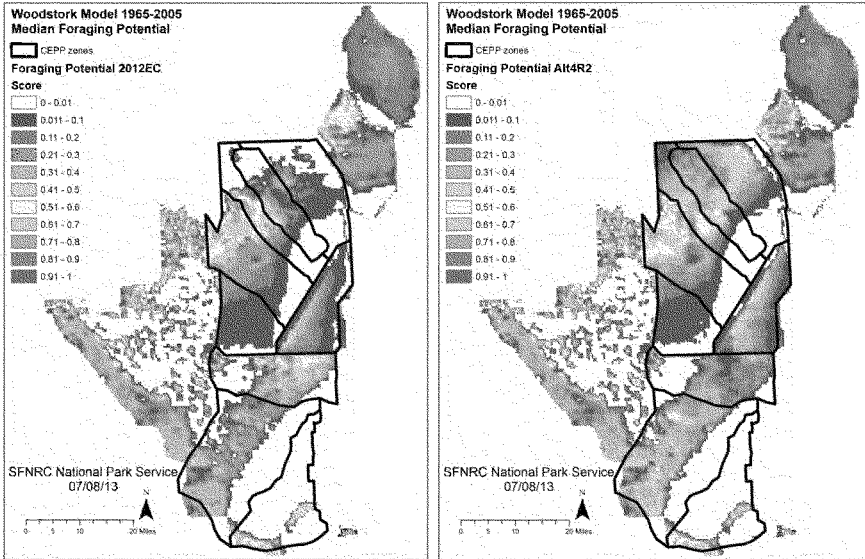 Woodstork Model 1965-2005
Median Foraging Potential
CEPP zones
Foraging Potential 2012EC
Score
0 - 0.01
0.011 - 0.1
0.11 - 0.2
0.21 - 0.3
0.31 - 0.4
0.41 - 0.5
0.51 - 0.6
0.61 - 0.7
0.71 - 0.8
0.81 - 0.9
0.91 - 1
SFNRC National Park Service
07/08/13
N
0 5 10 20 Miles
Woodstork Model 1965-2005
Median Foraging Potential
CEPP zones
Foraging Potential Alt4R2
Score
0 - 0.01
0.011 - 0.1
0.11 - 0.2
0.21 - 0.3
0.31 - 0.4
0.41 - 0.5
0.51 - 0.6
0.61 - 0.7
0.71 - 0.8
0.81 - 0.9
0.91 - 1
SFNRC National Park Service
07/08/13
N
0 5 10 20 Miles